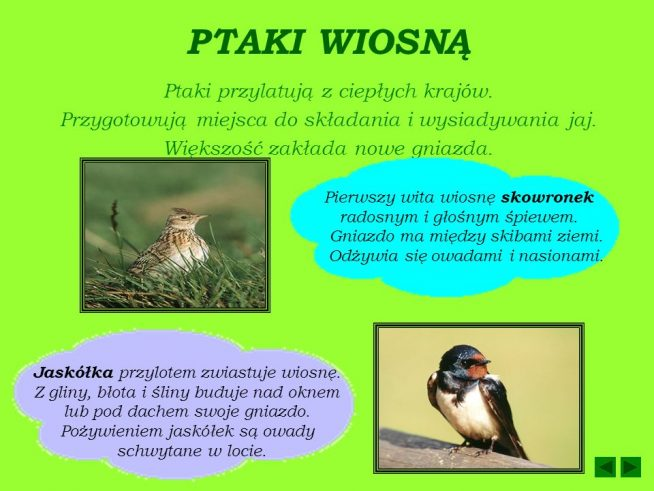 PTAKI WIOSNĄ
Ptaki przylatują z ciepłych krajów.
Przygotowują miejsca do składania i wysiadywania jaj.
Większość zakłada nowe gniazda.
Pierwszy wita wiosnę skowronek
radosnym i głośnym śpiewem.
Gniazdo ma między skibami ziemi.
Odżywia się owadami i nasionami.
Jaskółka przylotem zwiastuje wiosnę.
Z gliny, błota i śliny buduje nad oknem
lub pod dachem swoje gniazdo.
Pożywieniem jaskółek są owady
schwytane w locie.